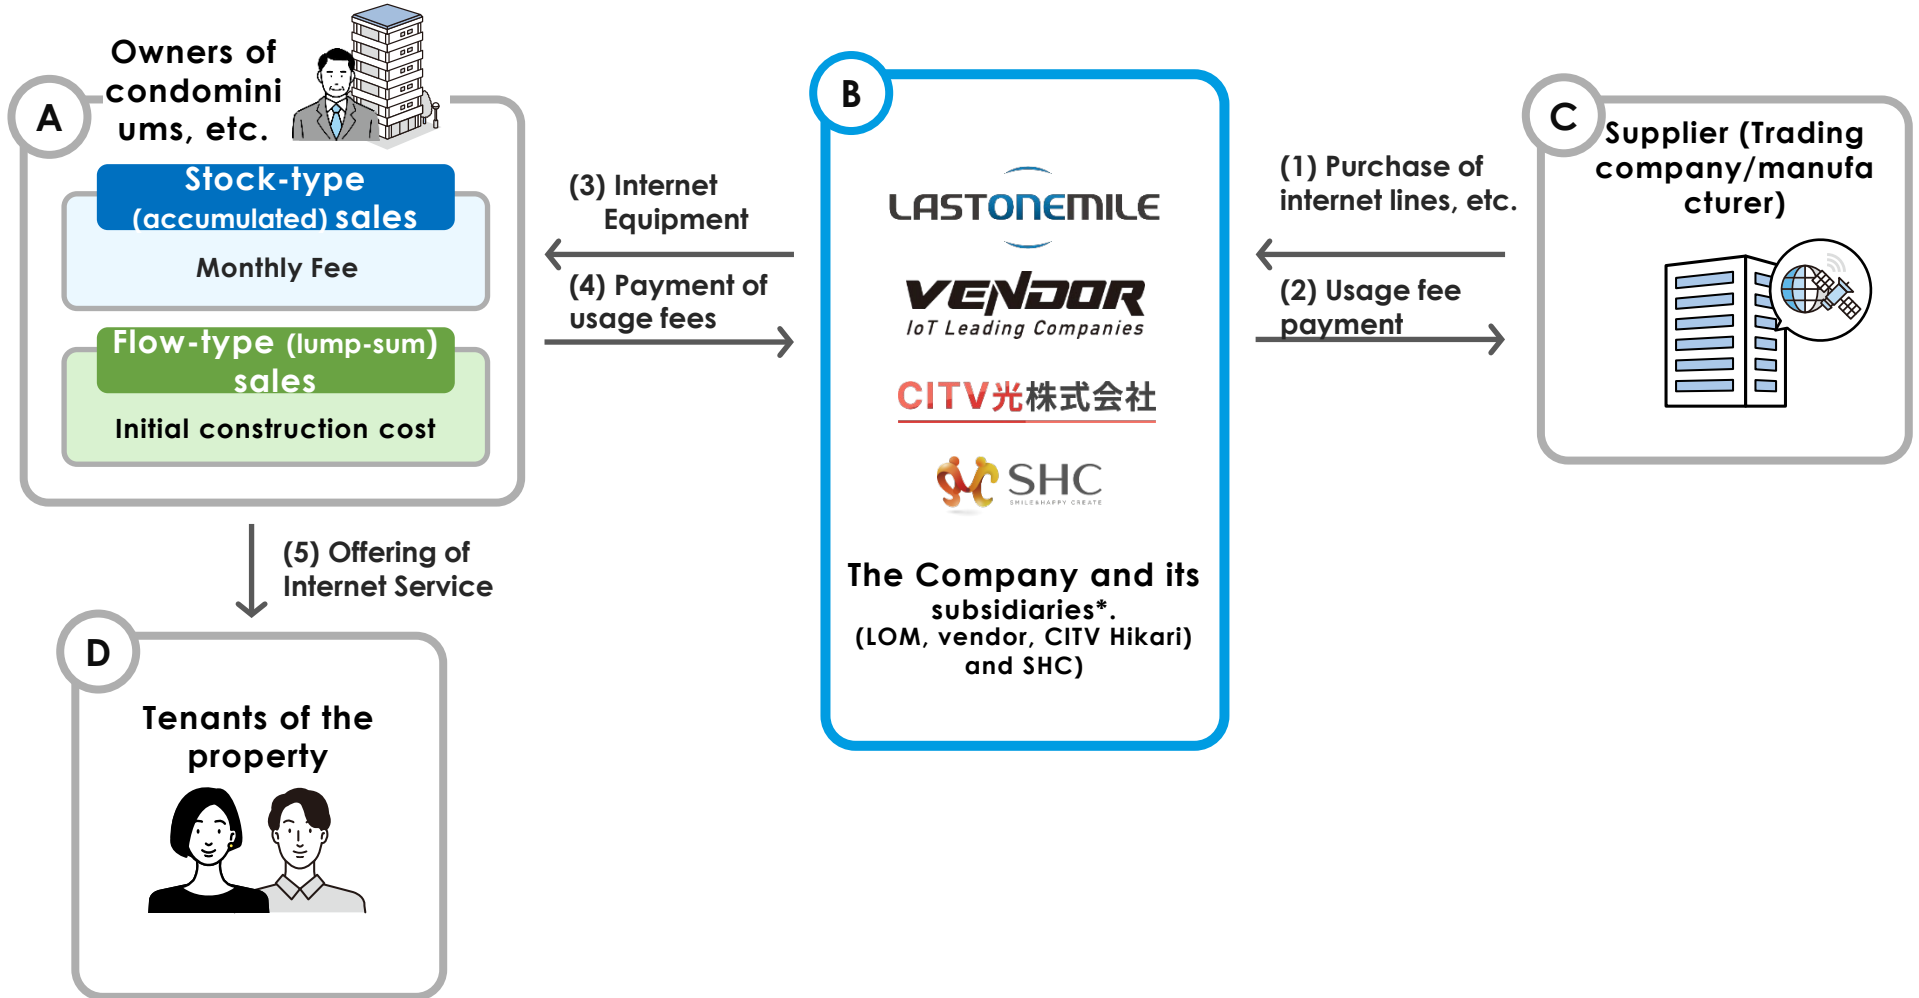 A
Owners of
condomini
ums, etc.
Stock-type
(accumulated) sales
Monthly Fee
Flow-type (lump-sum)
sales
Initial construction cost
(3) Internet
Equipment
(4) Payment of
usage fees
B
LASTONEMILE
VENDOR
IoT Leading Companies
CITV光株式会社
SHC
SMILE&HAPPY CREATE
The Company and its
subsidiaries*.
(LOM, vendor, CITV Hikari)
and SHC)
(1) Purchase of
internet lines, etc.
(2) Usage fee
payment
C
Supplier (Trading
company/manufa
cturer)
(5) Offering of
Internet Service
D
Tenants of the
property